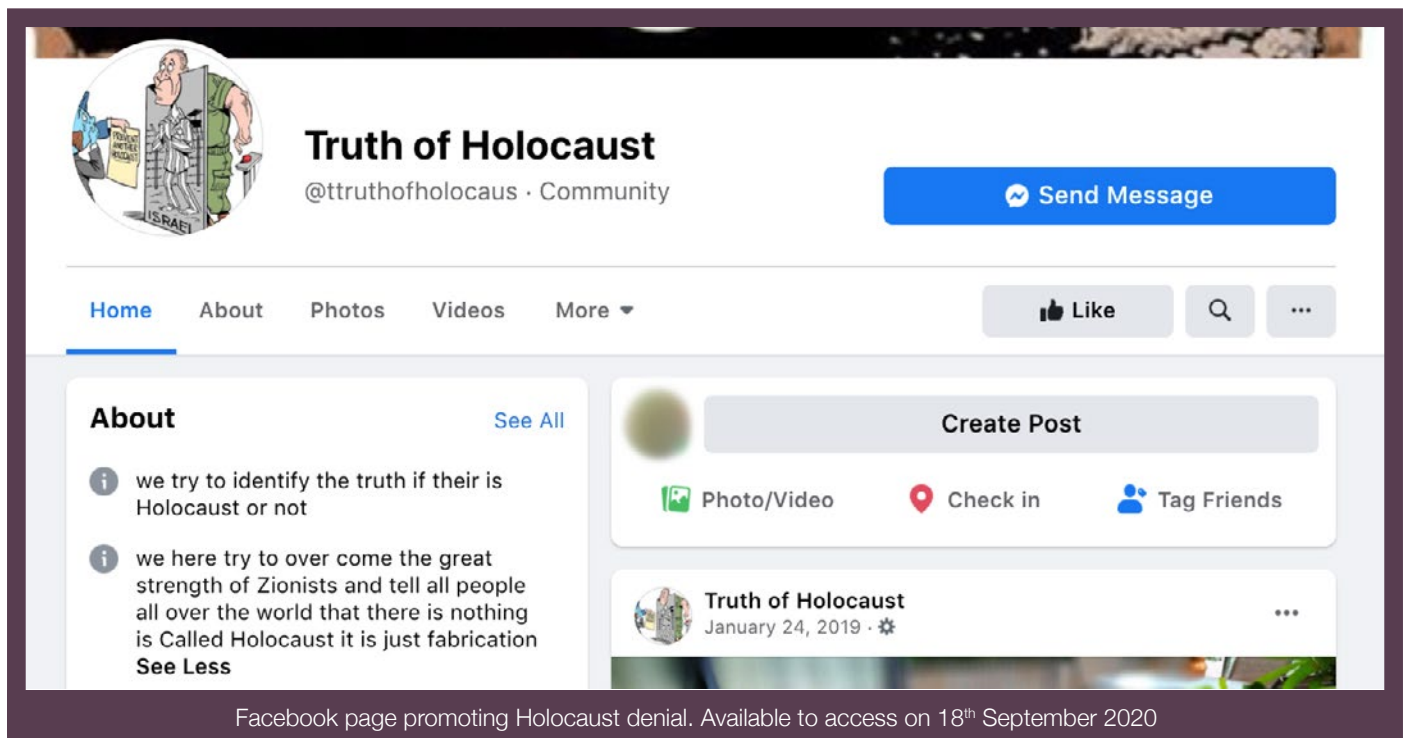 PREVENT
ANOTHER
HOLOCAUST
ISRAEL
Truth of Holocaust
@ttruthofholocaus · Community
Send Message
Home About Photos Videos More
Like
About See All
we try to identify the truth if their is
Holocaust or not
we here try to over come the great
strength of Zionists and tell all people
all over the world that there is nothing
is Called Holocaust it is just fabrication
See Less
Create Post
Photo/Video Check in Tag Friends
Truth of Holocaust
January 24, 2019 ·
Facebook page promoting Holocaust denial. Available to access on 18th September 2020